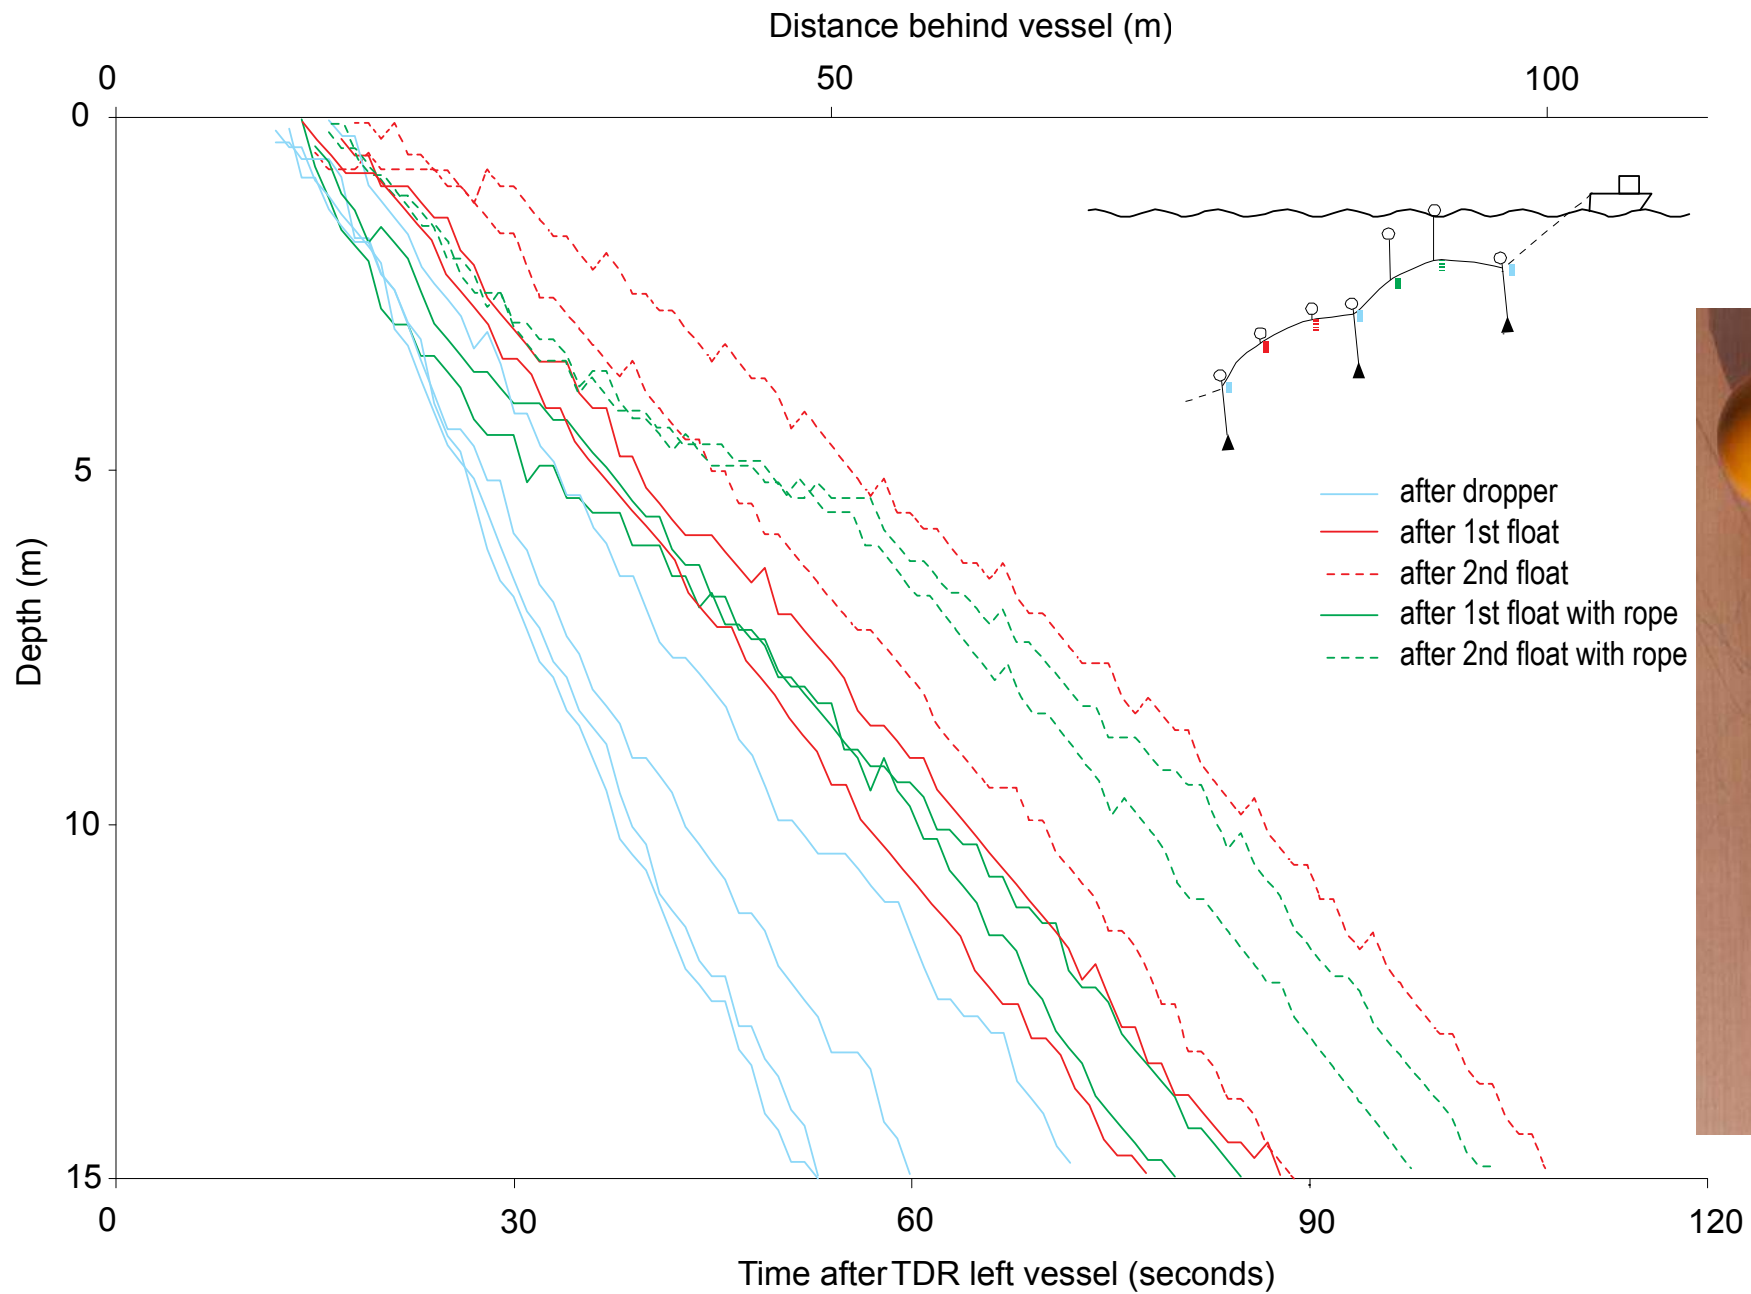 Distance behind vessel (m)
0 50 100
0
5
10
15
Depth (m)
after dropper
after 1st float
after 2nd float
after 1st float with rope
after 2nd float with rope
0 30 60 90 120
Time after TDR left vessel (seconds)